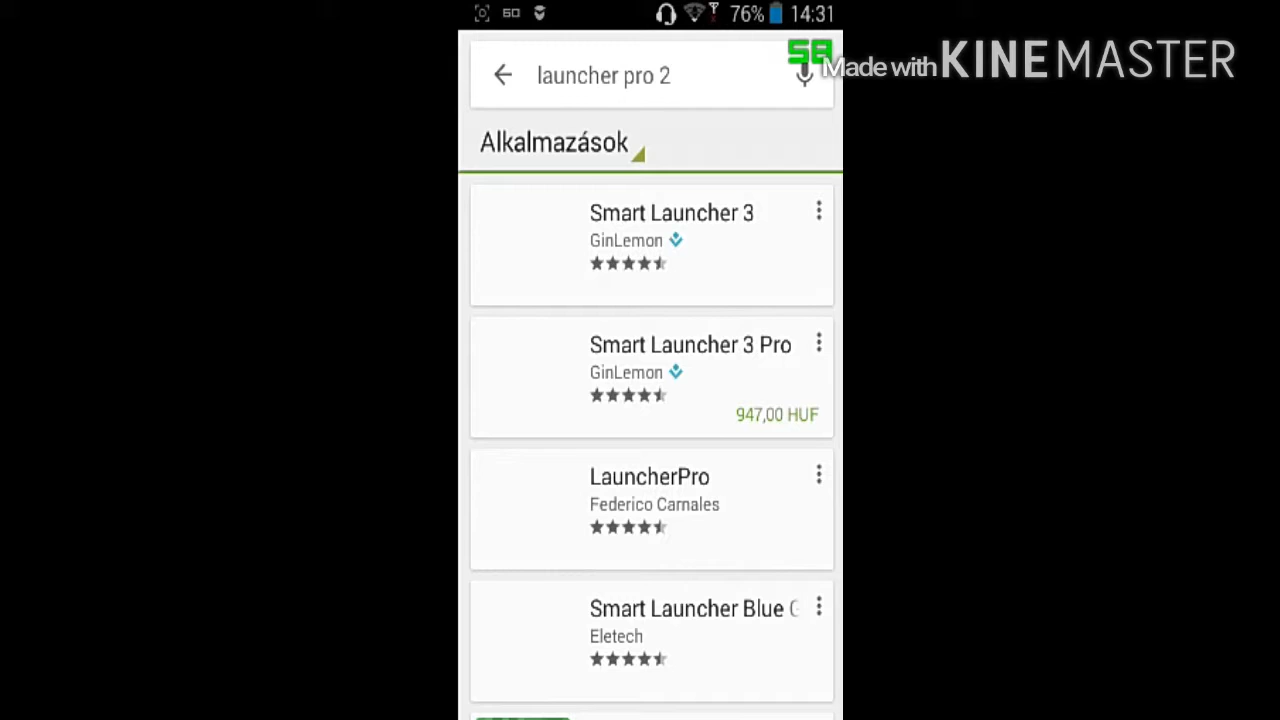 76% 14:31
launcher pro 2
Made with KINEMASTER
Alkalmazások
Smart Launcher 3
GinLemon
Smart Launcher 3 Pro
GinLemon
947,00 HUF
LauncherPro
Federico Carnales
Smart Launcher Blue
Eletech